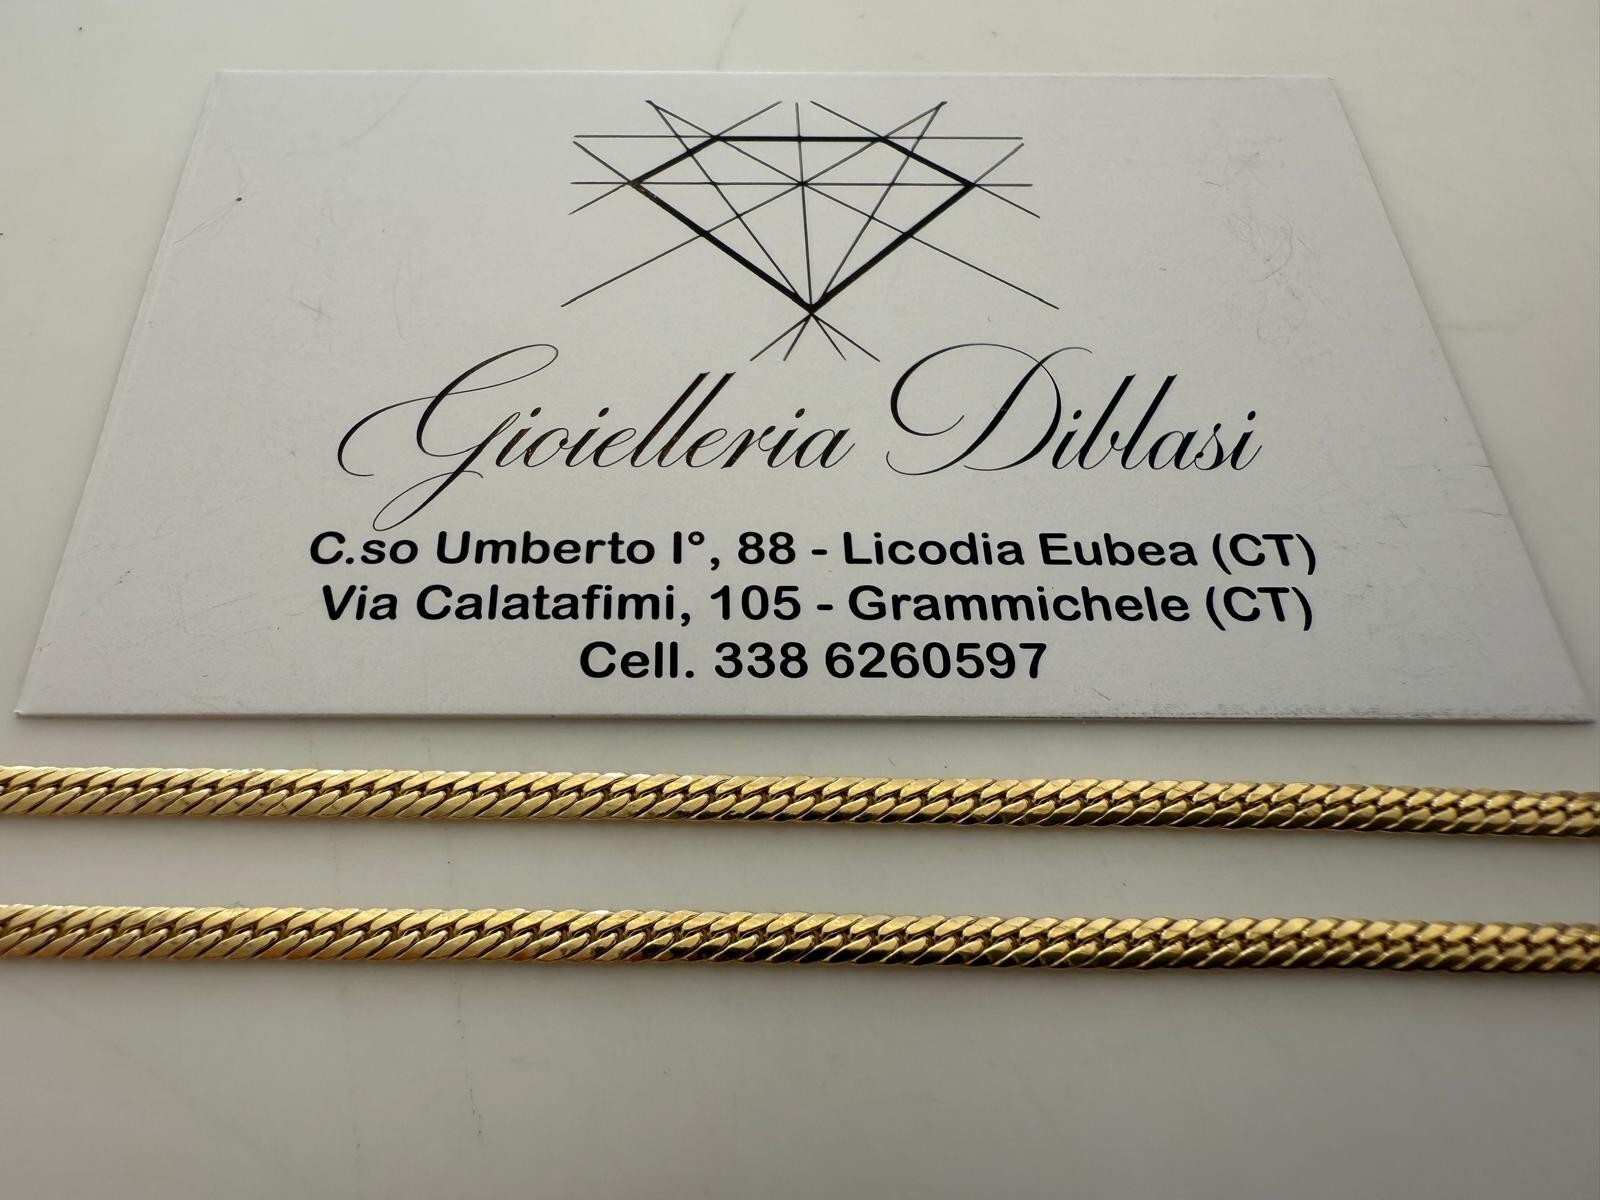 Gioielleria Diblasi
C.so Umberto I°, 88 - Licodia Eubea (CT)
Via Calatafimi, 105 - Grammichele (CT)
Cell. 338 6260597